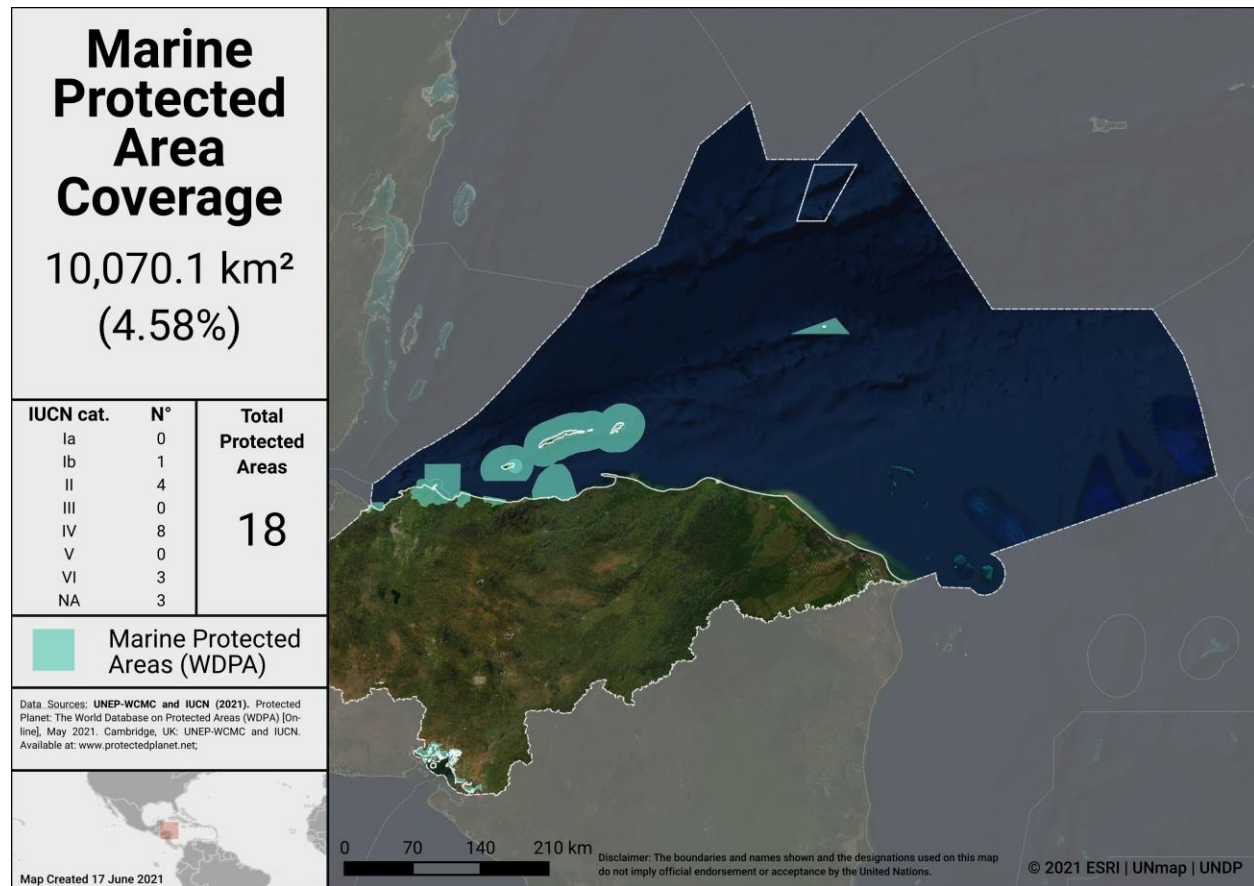 Marine
Protected
Area
Coverage
10,070.1 km²
(4.58%)
IUCN cat. N°
Ia 0
Ib 1
II 4
III 0
IV 8
V 0
VI 3
NA 3
Total
Protected
Areas
18
Marine Protected
Areas (WDPA)
Data Sources: UNEP-WCMC and IUCN (2021). Protected
Planet: The World Database on Protected Areas (WDPA) [On-
line], May 2021. Cambridge, UK: UNEP-WCMC and IUCN.
Available at: www.protectedplanet.net;
Map Created 17 June 2021
0 70 140 210 km
Disclaimer: The boundaries and names shown and the designations used on this map
do not imply official endorsement or acceptance by the United Nations.
© 2021 ESRI | UNmap | UNDP